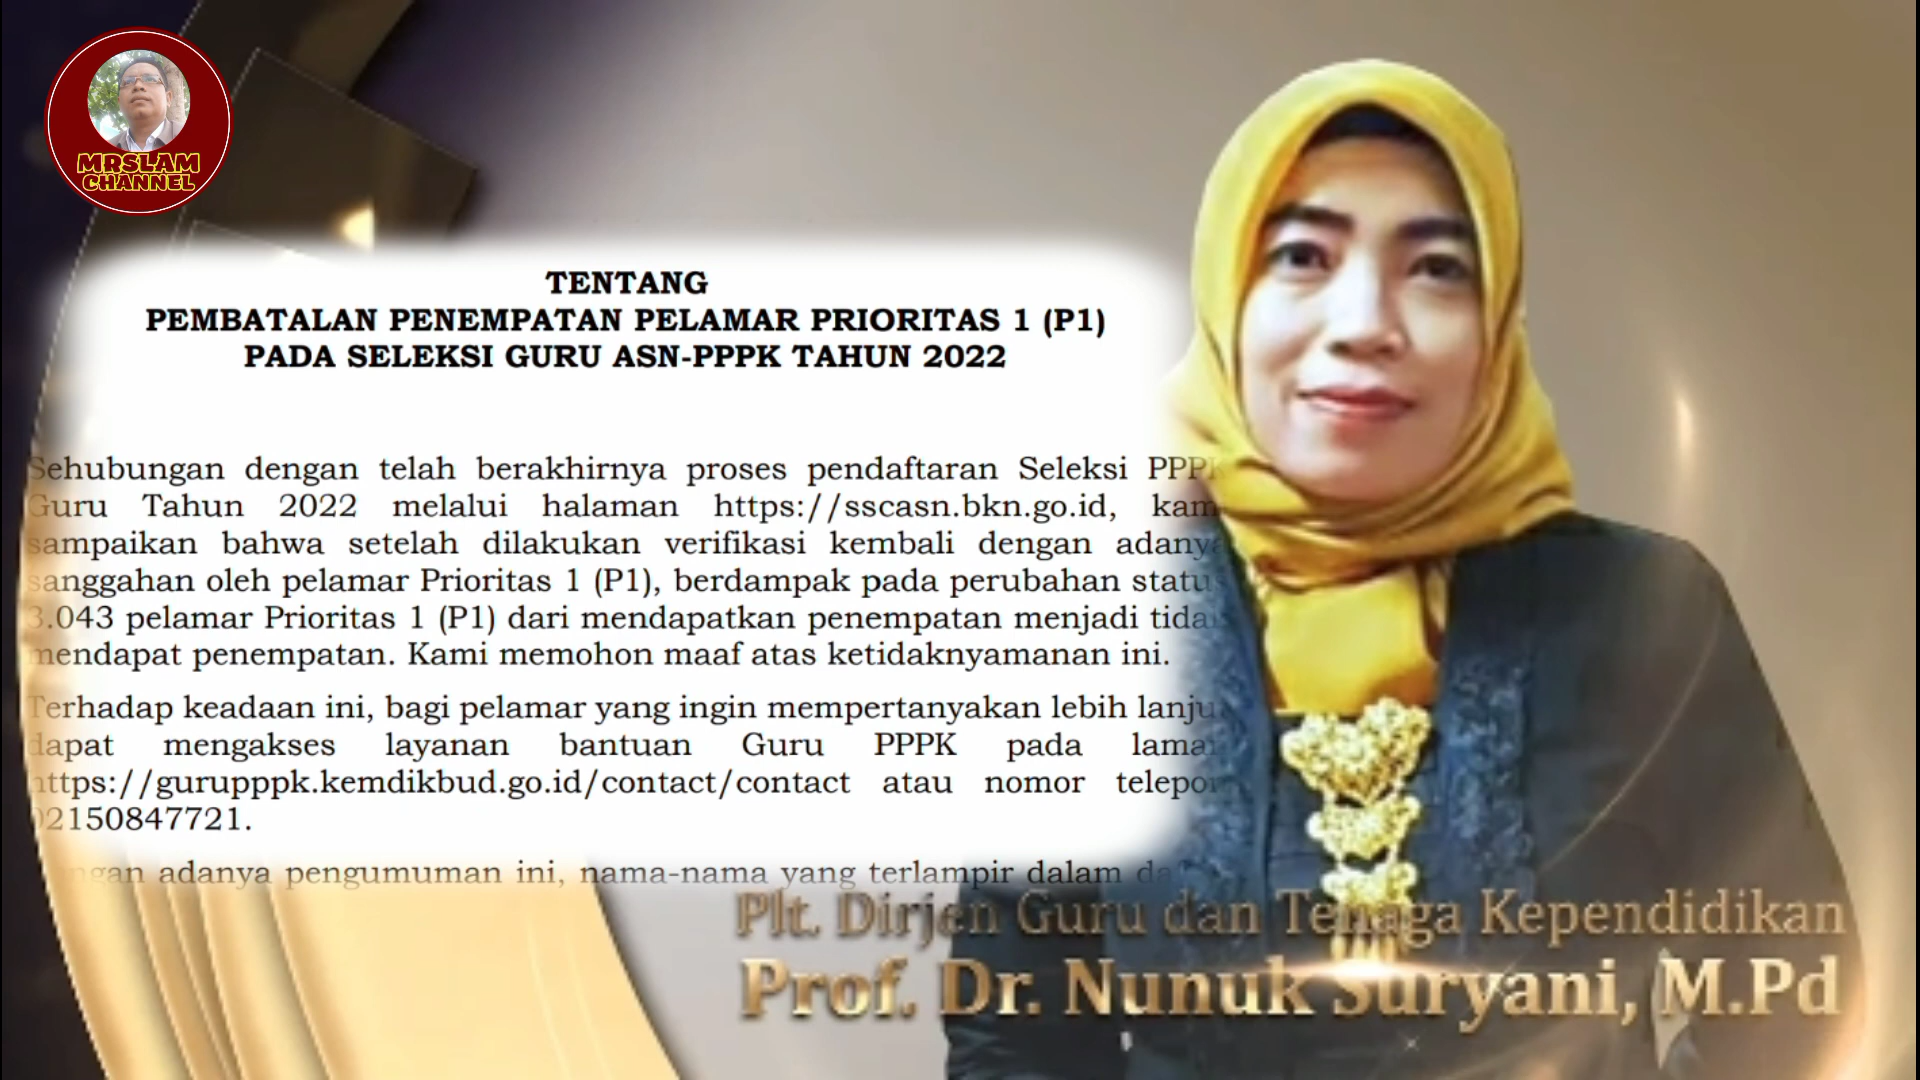 MRSLAM
CHANNEL
TENTANG
PEMBATALAN PENEMPATAN PELAMAR PRIORITAS 1 (P1)
PADA SELEKSI GURU ASN-PPPK TAHUN 2022
Sehubungan dengan telah berakhirnya proses pendaftaran Seleksi PPPK
Guru Tahun 2022 melalui halaman https://sscasn.bkn.go.id, kami
sampaikan bahwa setelah dilakukan verifikasi kembali dengan adanya
sanggahan oleh pelamar Prioritas 1 (P1), berdampak pada perubahan status
3.043 pelamar Prioritas 1 (P1) dari mendapatkan penempatan menjadi tidak
mendapat penempatan. Kami memohon maaf atas ketidaknyamanan ini.
Terhadap keadaan ini, bagi pelamar yang ingin mempertanyakan lebih lanjut
dapat mengakses layanan bantuan Guru PPPK pada laman
https://gurupppk.kemdikbud.go.id/contact/contact atau nomor telepon
02150847721.
adanya pengumuman ini, nama-nama yang terlampir dalam
Plt. Dirjen Guru dan Tenaga Kependidikan
Prof. Dr. Nunuk Suryani, M.Pd